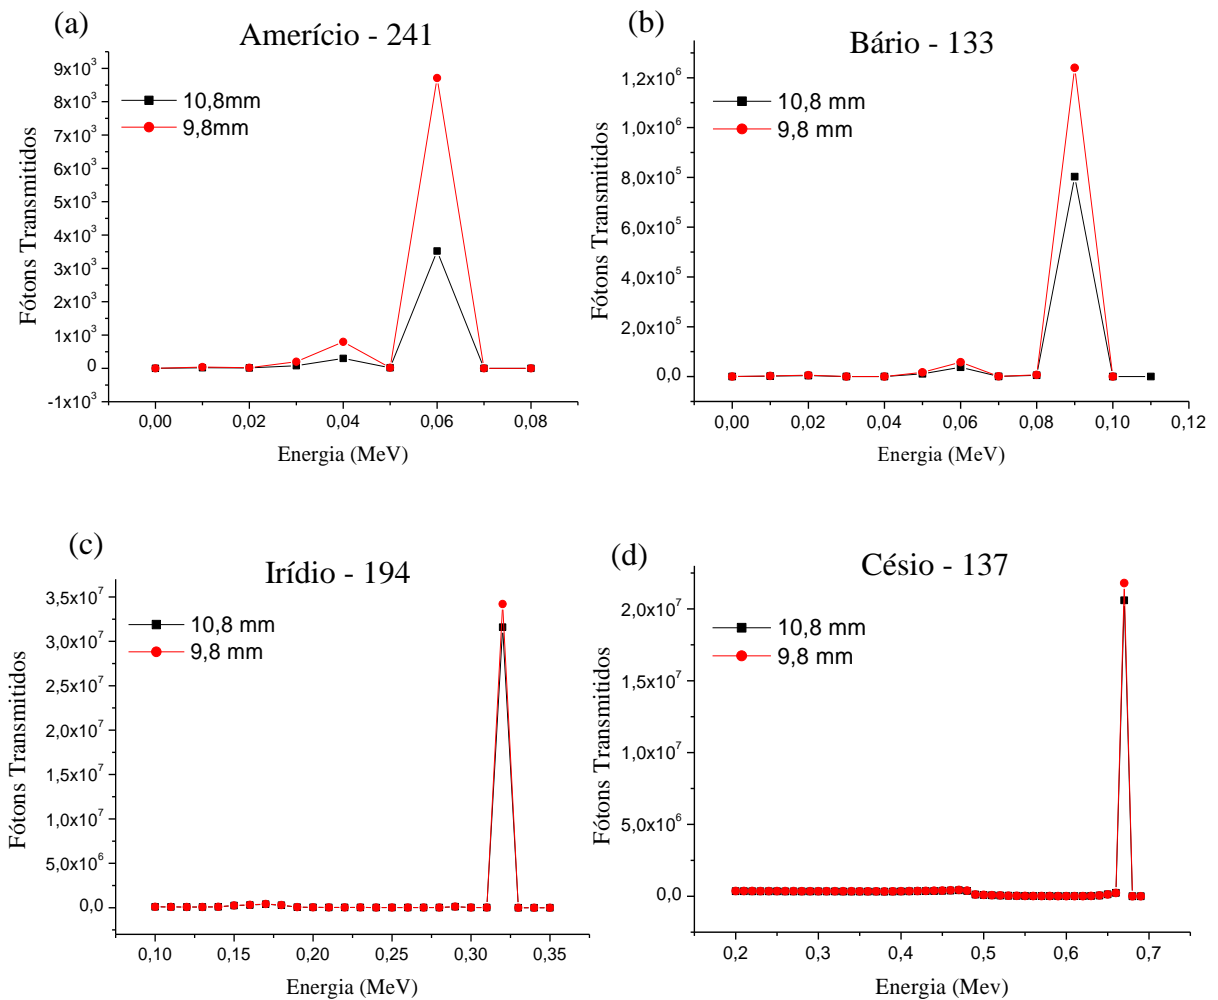 (a)
Amerício - 241
9x10³
8x10³
7x10³
6x10³
5x10³
4x10³
3x10³
2x10³
1x10³
0
-1x10³
10,8mm
9,8mm
Fótons Transmitidos
0,00 0,02 0,04 0,06 0,08
Energia (MeV)
(b)
Bário - 133
1,2x10⁶
1,0x10⁶
8,0x10⁵
6,0x10⁵
4,0x10⁵
2,0x10⁵
0,0
10,8 mm
9,8 mm
Fótons Transmitidos
0,00 0,02 0,04 0,06 0,08 0,10 0,12
Energia (MeV)
(c)
Irídio - 194
3,5x10⁷
3,0x10⁷
2,5x10⁷
2,0x10⁷
1,5x10⁷
1,0x10⁷
5,0x10⁶
0,0
10,8 mm
9,8 mm
Fótons Transmitidos
0,10 0,15 0,20 0,25 0,30 0,35
Energia (MeV)
(d)
Césio - 137
2,0x10⁷
1,5x10⁷
1,0x10⁷
5,0x10⁶
0,0
10,8 mm
9,8 mm
Fótons Transmitidos
0,2 0,3 0,4 0,5 0,6 0,7
Energia (Mev)